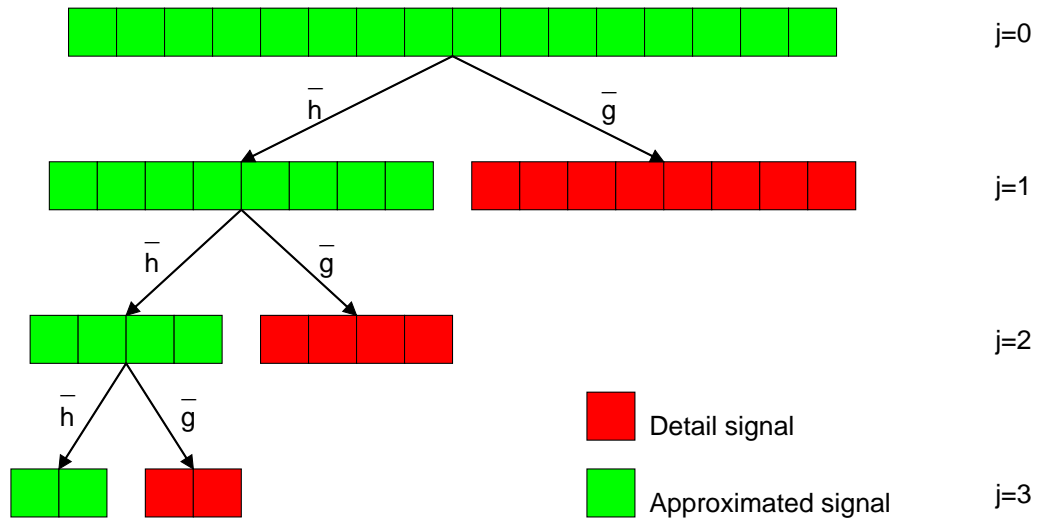 j=0
h̅ g̅
j=1
h̅ g̅
j=2
h̅ g̅
Detail signal
Approximated signal
j=3